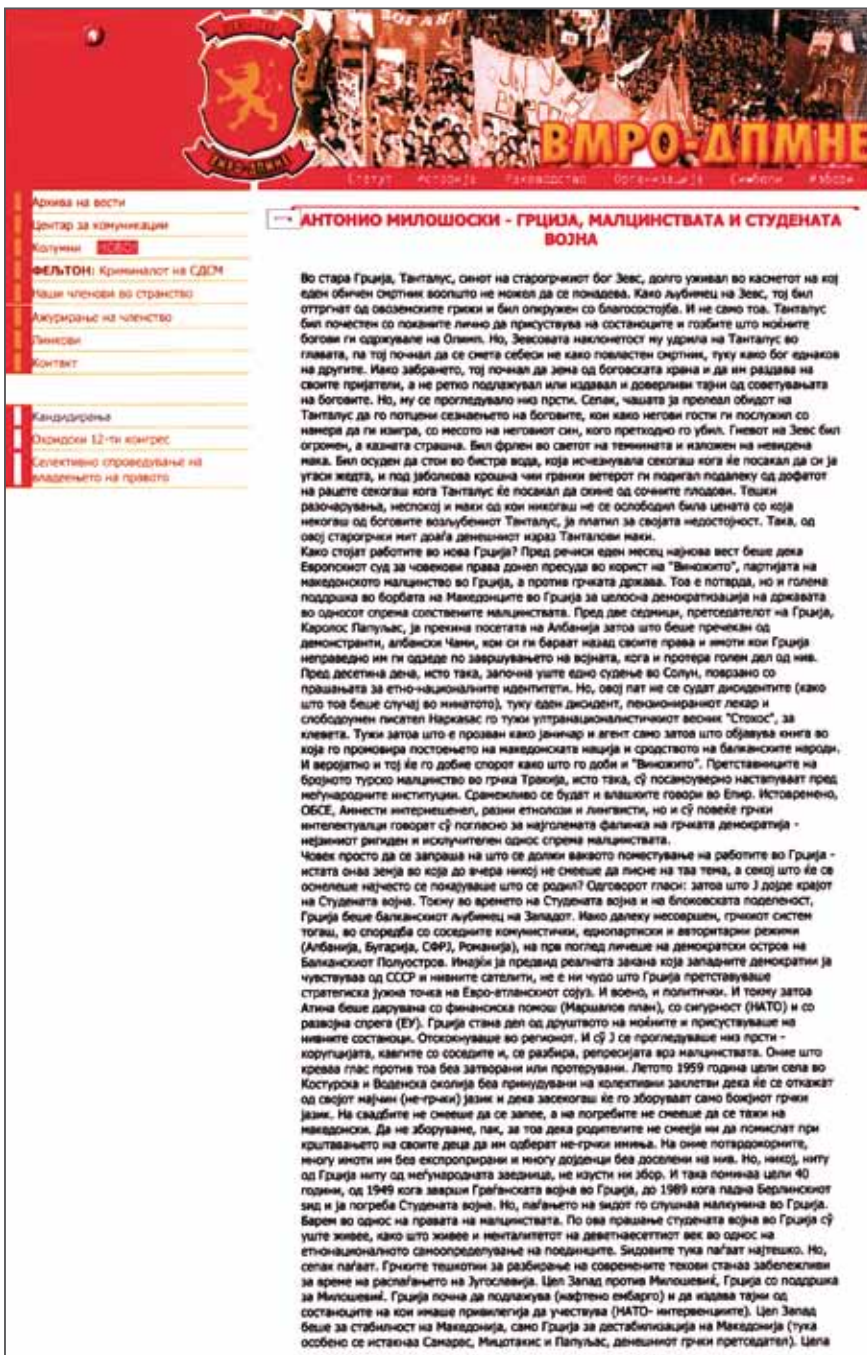 ВМРО-ДПМНЕ
ВМРО-ДПМНЕ
Статут Историја Раководство Организација Симболи Избори
Архива на вести
Центар за комуникации
Колумни НОВО!
ФЕЉТОН: Криминалот на СДСМ
Наши членови во странство
Ажурирање на членство
Линкови
Контакт
Кандидирања
Охридски 12-ти конгрес
Селективно спроведување на
владеењето на правото
АНТОНИО МИЛОШОСКИ - ГРЦИЈА, МАЛЦИНСТВАТА И СТУДЕНАТА
ВОЈНА
Во стара Грција, Танталус, синот на старогрчкиот бог Зевс, долго уживал во касметот на кој
еден обичен смртник воопшто не можел да се понадева. Како љубимец на Зевс, тој бил
оттргнат од овоземските грижи и бил опкружен со благосостојба. И не само тоа. Танталус
бил почестен со поканите лично да присуствува на состаноците и гозбите што моќните
богови ги одржувале на Олимп. Но, Зевсовата наклонетост му удрила на Танталус во
главата, па тој почнал да се смета себеси не како повластен смртник, туку како бог еднаков
на другите. Иако забрането, тој почнал да зема од боговската храна и да им раздава на
своите пријатели, а не ретко подлажувал или издавал и доверливи тајни од советувањата
на боговите. Но, му се прогледувало низ прсти. Сепак, чашата ја прелеал обидот на
Танталус да го потцени сезнаењето на боговите, кои како негови гости ги послужил со
намера да ги изигра, со месото на неговиот син, кого претходно го убил. Гневот на Зевс бил
огромен, а казната страшна. Бил фрлен во светот на темнината и изложен на невидена
мака. Бил осуден да стои во бистра вода, која исчезнувала секогаш кога ќе посакал да си ја
угаси жедта, и под јаболкова крошна чии гранки ветерот ги подигал подалеку од дофатот
на рацете секогаш кога Танталус ќе посакал да скине од сочните плодови. Тешки
разочарувања, неспокој и маки од кои никогаш не се ослободил била цената со која
некогаш од боговите возљубениот Танталус, ја платил за својата недостојност. Така, од
овој старогрчки мит доаѓа денешниот израз Танталови маки.
Како стојат работите во нова Грција? Пред речиси еден месец најнова вест беше дека
Европскиот суд за човекови права донел пресуда во корист на "Виножито", партијата на
македонското малцинство во Грција, а против грчката држава. Тоа е потврда, но и голема
поддршка во борбата на Македонците во Грција за целосна демократизација на државата
во односот спрема сопствените малцинствата. Пред две седмици, претседателот на Грција,
Каролос Папуљас, ја прекина посетата на Албанија затоа што беше пречекан од
демонстранти, албански Чами, кои си ги бараат назад своите права и имоти кои Грција
неправедно им ги одзеде по завршувањето на војната, кога и протера голем дел од нив.
Пред десетина дена, исто така, започна уште едно судење во Солун, поврзано со
прашањата за етно-националните идентитети. Но, овој пат не се судат дисидентите (како
што тоа беше случај во минатото), туку еден дисидент, пензионираниот лекар и
слободоумен писател Нарказас го тужи ултранационалистичкиот весник "Стохос", за
клевета. Тужи затоа што е прозван како јаничар и агент само затоа што објавува книга во
која го промовира постоењето на македонската нација и сродството на балканските народи.
И веројатно и тој ќе го добие спорот како што го доби и "Виножито". Претставниците на
бројното турско малцинство во грчка Тракија, исто така, сѝ посамоуверно настапуваат пред
меѓународните институции. Срамежливо се будат и влашките говори во Епир. Истовремено,
ОБСЕ, Амнести интернешенел, разни етнолози и лингвисти, но и сѝ повеќе грчки
интелектуалци говорат сѝ погласно за најголемата фалинка на грчката демократија -
нејзиниот ригиден и исклучителен однос спрема малцинствата.
Човек просто да се запраша на што се должи ваквото поместување на работите во Грција -
истата онаа земја во која до вчера никој не смееше да писне на таа тема, а секој што ќе се
осмелеше најчесто се покајуваше што се родил? Одговорот гласи: затоа што Ј дојде крајот
на Студената војна. Токму во времето на Студената војна и на блоковската поделеност,
Грција беше балканскиот љубимец на Западот. Иако далеку несовршен, грчкиот систем
тогаш, во споредба со соседните комунистички, еднопартиски и авторитарни режими
(Албанија, Бугарија, СФРЈ, Романија), на прв поглед личеше на демократски остров на
Балканскиот Полуостров. Имајќи ја предвид реалната закана која западните демократии ја
чувствуваа од СССР и нивните сателити, не е ни чудо што Грција претставуваше
стратегиска јужна точка на Евро-атланскиот сојуз. И воено, и политички. И токму затоа
Атина беше дарувана со финансиска помош (Маршалов план), со сигурност (НАТО) и со
развојна спрега (ЕУ). Грција стана дел од друштвото на моќните и присуствуваше на
нивните состаноци. Отскокнуваше во регионот. И сѝ Ј се прогледуваше низ прсти -
корупцијата, кавгите со соседите и, се разбира, репресијата врз малцинствата. Оние што
креваа глас против тоа беа затворани или протерувани. Летото 1959 година цели села во
Костурска и Воденска околија беа принудувани на колективни заклетви дека ќе се откажат
од својот мајчин (не-грчки) јазик и дека засекогаш ќе го зборуваат само божјиот грчки
јазик. На свадбите не смееше да се запее, а на погребите не смееше да се тажи на
македонски. Да не зборуваме, пак, за тоа дека родителите не смееја ни да помислат при
крштавањето на своите деца да им одберат не-грчки имиња. На оние потврдокорните,
многу имоти им беа експроприрани и многу дојденци беа доселени на нив. Но, никој, ниту
од Грција ниту од меѓународната заедница, не изусти ни збор. И така поминаа цели 40
години, од 1949 кога заврши Граѓанската војна во Грција, до 1989 кога падна Берлинскиот
ѕид и ја погреба Студената војна. Но, паѓањето на ѕидот го слушнаа малкумина во Грција.
Барем во однос на правата на малцинствата. По ова прашање студената војна во Грција сѝ
уште живее, како што живее и менталитетот на деветнаесеттиот век во однос на
етнонационалното самоопределување на поединците. Ѕидовите тука паѓаат најтешко. Но,
сепак паѓаат. Грчките тешкотии за разбирање на современите текови станаа забележливи
за време на распаѓањето на Југославија. Цел Запад против Милошевиќ, Грција со поддршка
за Милошевиќ. Грција почна да подлажува (нафтено ембарго) и да издава тајни од
состаноците на кои имаше привилегија да учествува (НАТО- интервенциите). Цел Запад
беше за стабилност на Македонија, само Грција за дестабилизација на Македонија (тука
особено се истакнаа Самарес, Мицотакис и Папуљас, денешниот грчки претседател). Цела